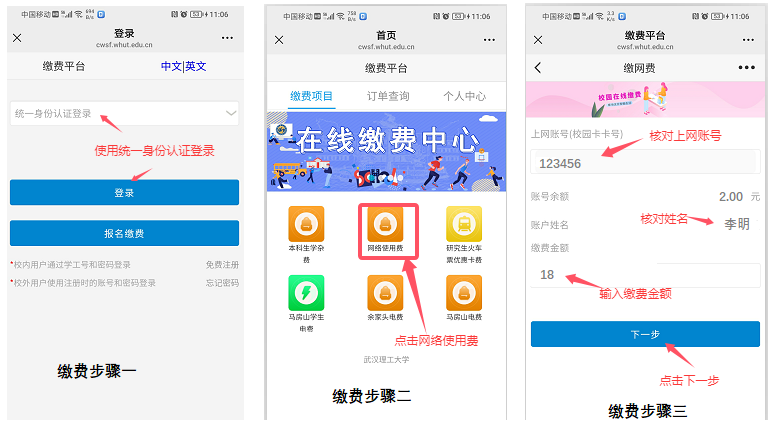 中国移动 694 B/s 53 11:06
登录
cwsf.whut.edu.cn
缴费平台 中文|英文
统一身份认证登录
使用统一身份认证登录
登录
报名缴费
*校内用户通过学工号和密码登录 免费注册
*校外用户使用注册时的账号和密码登录 忘记密码
缴费步骤一
中国移动 758 B/s 53 11:06
首页
cwsf.whut.edu.cn
缴费平台
缴费项目 订单查询 个人中心
在线缴费中心
本科生学杂费
网络使用费
研究生火车票优惠卡费
马房山学生电费
余家头电费
马房山电费
点击网络使用费
武汉理工大学
缴费步骤二
中国移动 3.2 K/s 53 11:06
缴费平台
cwsf.whut.edu.cn
缴网费
校园在线缴费
上网账号(校园卡卡号)
核对上网账号
123456
账号余额 2.00 元
核对姓名
账户姓名 李明
缴费金额
18
输入缴费金额
下一步
点击下一步
缴费步骤三